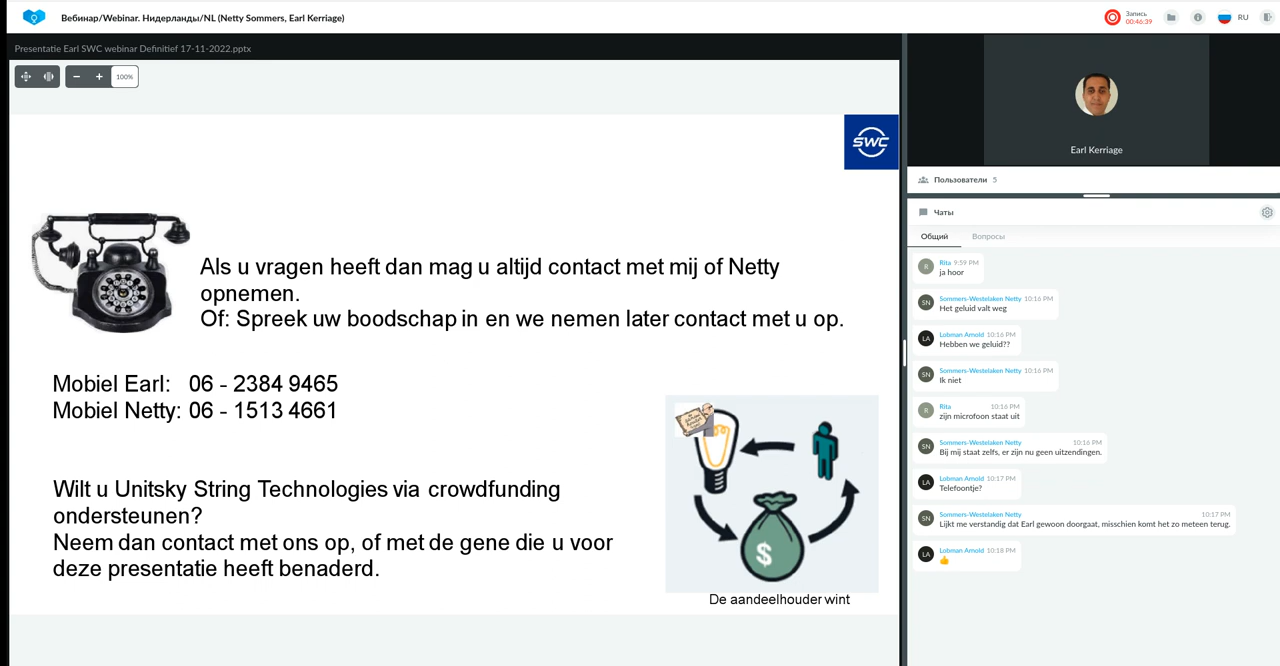 Вебинар/Webinar. Нидерланды/NL (Netty Sommers, Earl Kerriage)
Запись
00:46:39
RU
Presentatie Earl SWC webinar Definitief 17-11-2022.pptx
100%
SWC
Als u vragen heeft dan mag u altijd contact met mij of Netty
opnemen.
Of: Spreek uw boodschap in en we nemen later contact met u op.
Mobiel Earl: 06 - 2384 9465
Mobiel Netty: 06 - 1513 4661
Wilt u Unitsky String Technologies via crowdfunding
ondersteunen?
Neem dan contact met ons op, of met de gene die u voor
deze presentatie heeft benaderd.
$
De aandeelhouder wint
Earl Kerriage
Пользователи 5
Чаты
Общий Вопросы
R
Rita 9:59 PM
ja hoor
SN
Sommers-Westelaken Netty 10:16 PM
Het geluid valt weg
LA
Lobman Arnold 10:16 PM
Hebben we geluid??
SN
Sommers-Westelaken Netty 10:16 PM
Ik niet
R
Rita 10:16 PM
zijn microfoon staat uit
SN
Sommers-Westelaken Netty 10:16 PM
Bij mij staat zelfs, er zijn nu geen uitzendingen.
LA
Lobman Arnold 10:17 PM
Telefoontje?
SN
Sommers-Westelaken Netty 10:17 PM
Lijkt me verstandig dat Earl gewoon doorgaat, misschien komt het zo meteen terug.
LA
Lobman Arnold 10:18 PM
👍